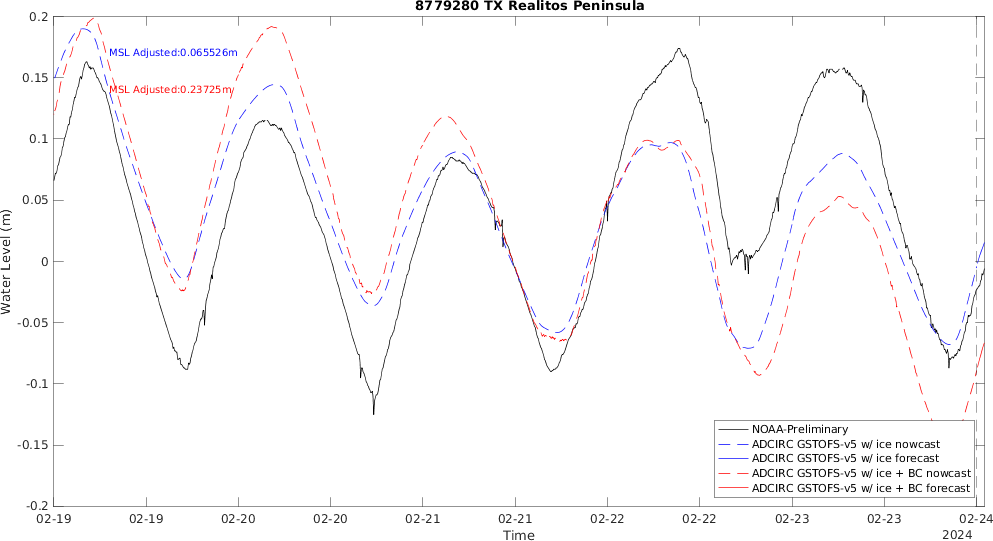 8779280 TX Realitos Peninsula
0.2
0.15
0.1
0.05
0
-0.05
-0.1
-0.15
-0.2
Water Level (m)
MSL Adjusted:0.065526m
MSL Adjusted:0.23725m
NOAA-Preliminary
ADCIRC GSTOFS-v5 w/ ice nowcast
ADCIRC GSTOFS-v5 w/ ice forecast
ADCIRC GSTOFS-v5 w/ ice + BC nowcast
ADCIRC GSTOFS-v5 w/ ice + BC forecast
02-19 02-19 02-20 02-20 02-21 02-21 02-22 02-22 02-23 02-23 02-24
Time
2024